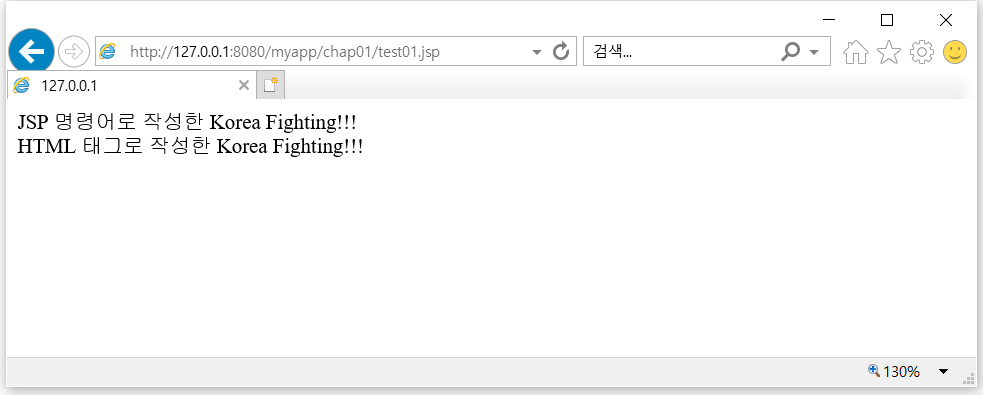 http://127.0.0.1:8080/myapp/chap01/test01.jsp
검색...
127.0.0.1
JSP 명령어로 작성한 Korea Fighting!!!
HTML 태그로 작성한 Korea Fighting!!!
130%